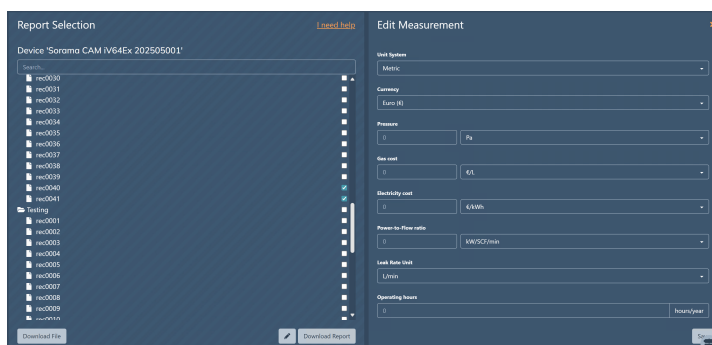 Report Selection
I need help
Device 'Sorama CAM iV64Ex 202505001'
Search...
rec0030
rec0031
rec0032
rec0033
rec0034
rec0035
rec0036
rec0037
rec0038
rec0039
rec0040
rec0041
Testing
rec0001
rec0002
rec0003
rec0004
rec0005
rec0006
rec0007
rec0008
rec0009
rec0010
Download File
Download Report
Edit Measurement
Unit System
Metric
Currency
Euro (€)
Pressure
0 Pa
Gas cost
0 €/L
Electricity cost
0 €/kWh
Power-to-Flow ratio
0 kW/SCF/min
Leak Rate Unit
L/min
Operating hours
0 hours/year